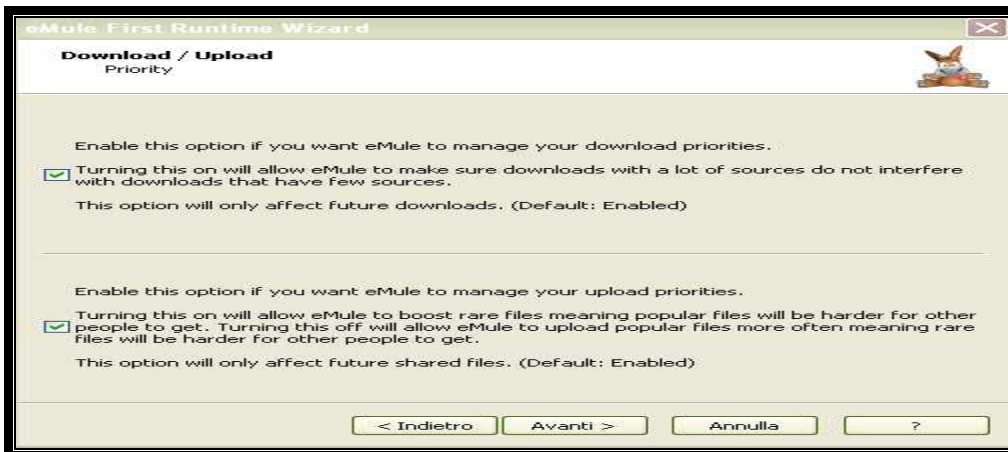 eMule First Runtime Wizard
Download / Upload
Priority
Enable this option if you want eMule to manage your download priorities.
Turning this on will allow eMule to make sure downloads with a lot of sources do not interfere
with downloads that have few sources.
This option will only affect future downloads. (Default: Enabled)
Enable this option if you want eMule to manage your upload priorities.
Turning this on will allow eMule to boost rare files meaning popular files will be harder for other
people to get. Turning this off will allow eMule to upload popular files more often meaning rare
files will be harder for other people to get.
This option will only affect future shared files. (Default: Enabled)
< Indietro Avanti > Annulla ?